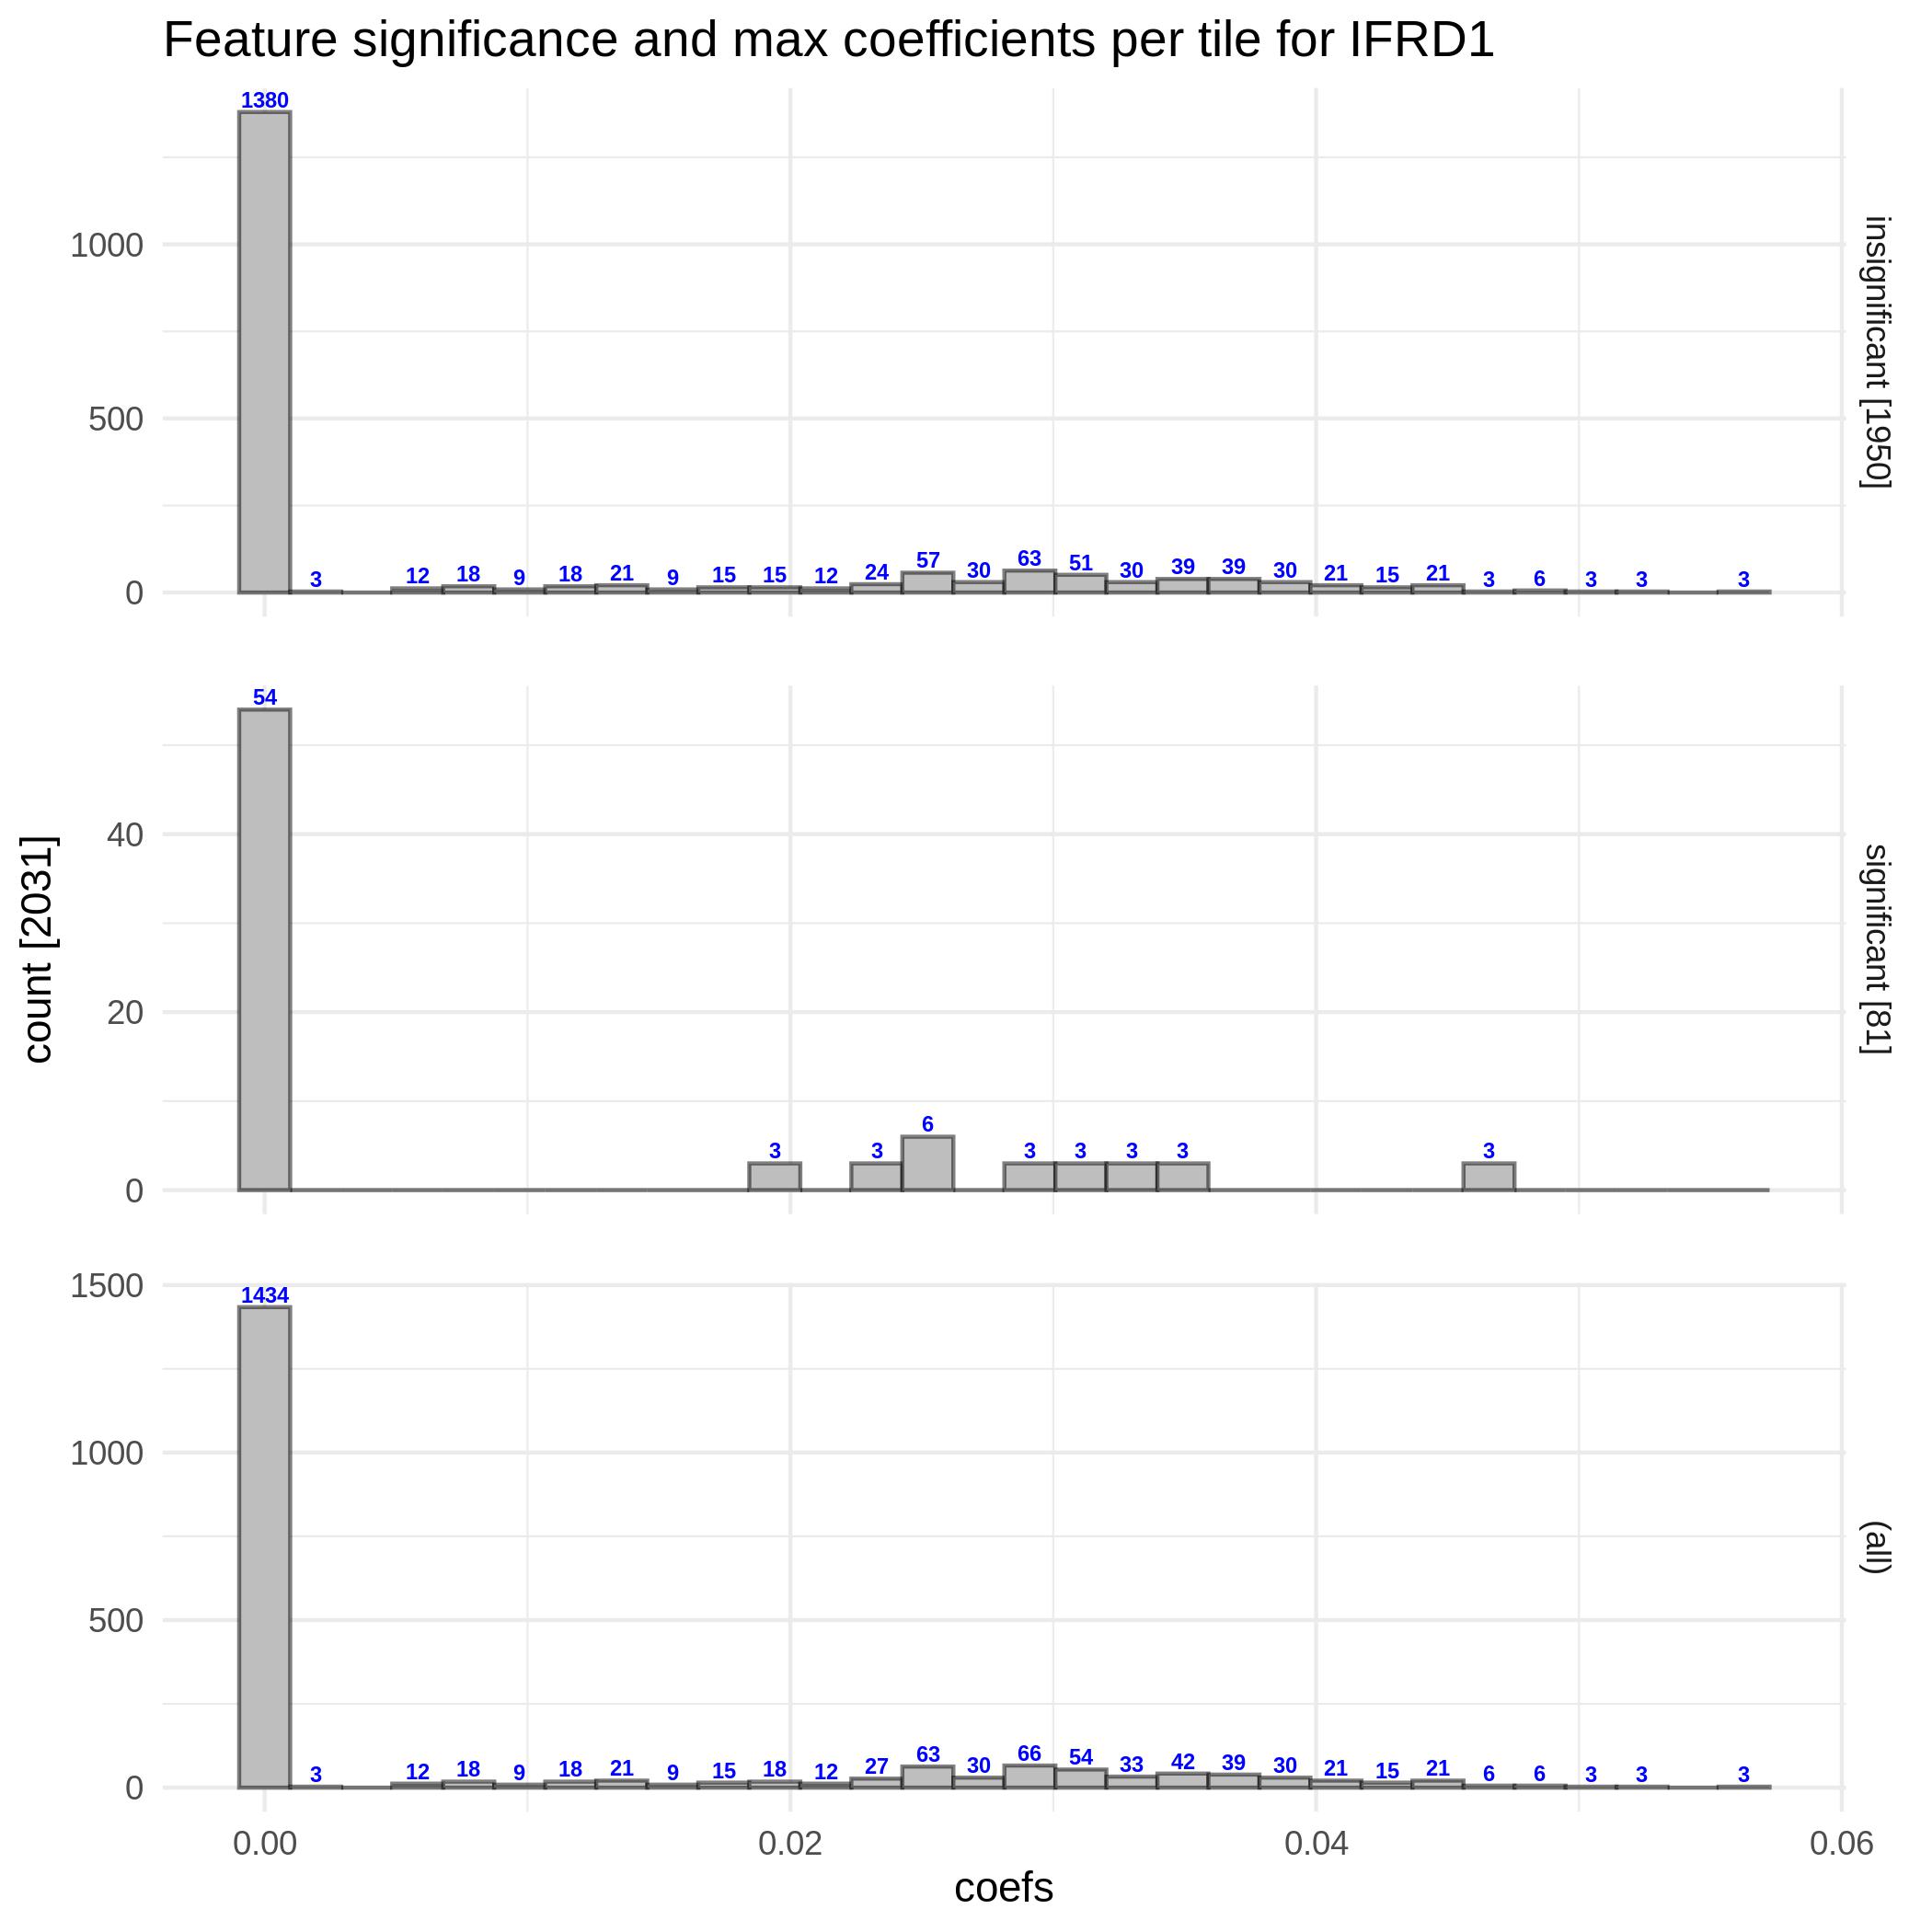 Feature significance and max coefficients per tile for IFRD1
1380
3 12 18 9 18 21 9 15 15 12 24 57 30 63 51 30 39 39 30 21 15 21 3 6 3 3 3
1000
500
0
insignificant [1950]
54
3 3 6 3 3 3 3 3
40
20
0
significant [81]
count [2031]
1434
3 12 18 9 18 21 9 15 18 12 27 63 30 66 54 33 42 39 30 21 15 21 6 6 3 3 3
1500
1000
500
0
(all)
0.00 0.02 0.04 0.06
coefs